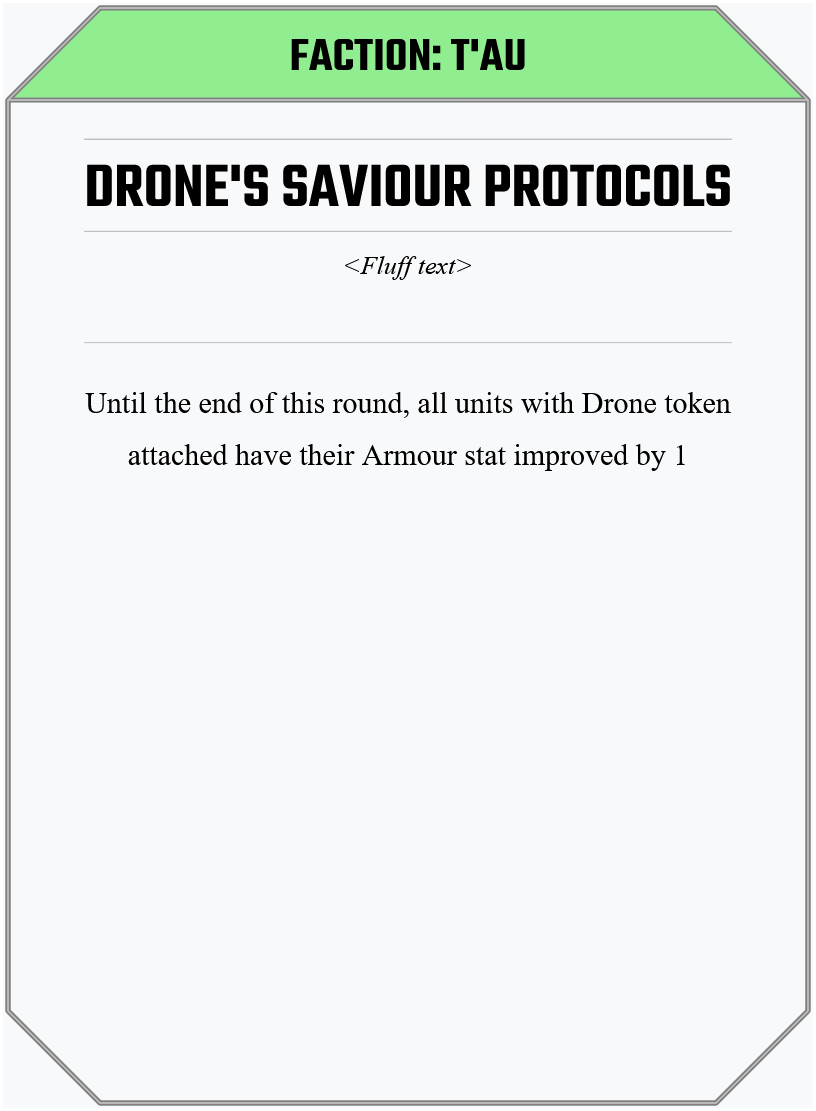 FACTION: T'AU
DRONE'S SAVIOUR PROTOCOLS
<Fluff text>
Until the end of this round, all units with Drone token
attached have their Armour stat improved by 1